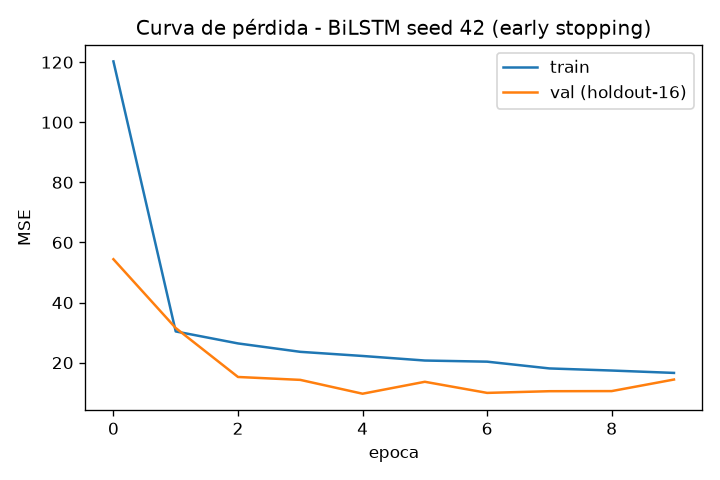 Curva de pérdida - BiLSTM seed 42 (early stopping)
train
val (holdout-16)
120
100
80
60
40
20
MSE
0
2
4
6
8
epoca